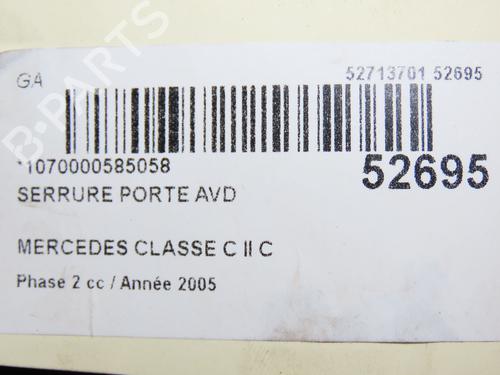 GA
52713701 52695
*1070000585058
52695
SERRURE PORTE AVD
MERCEDES CLASSE C II C
Phase 2 cc / Année 2005
B-PARTS